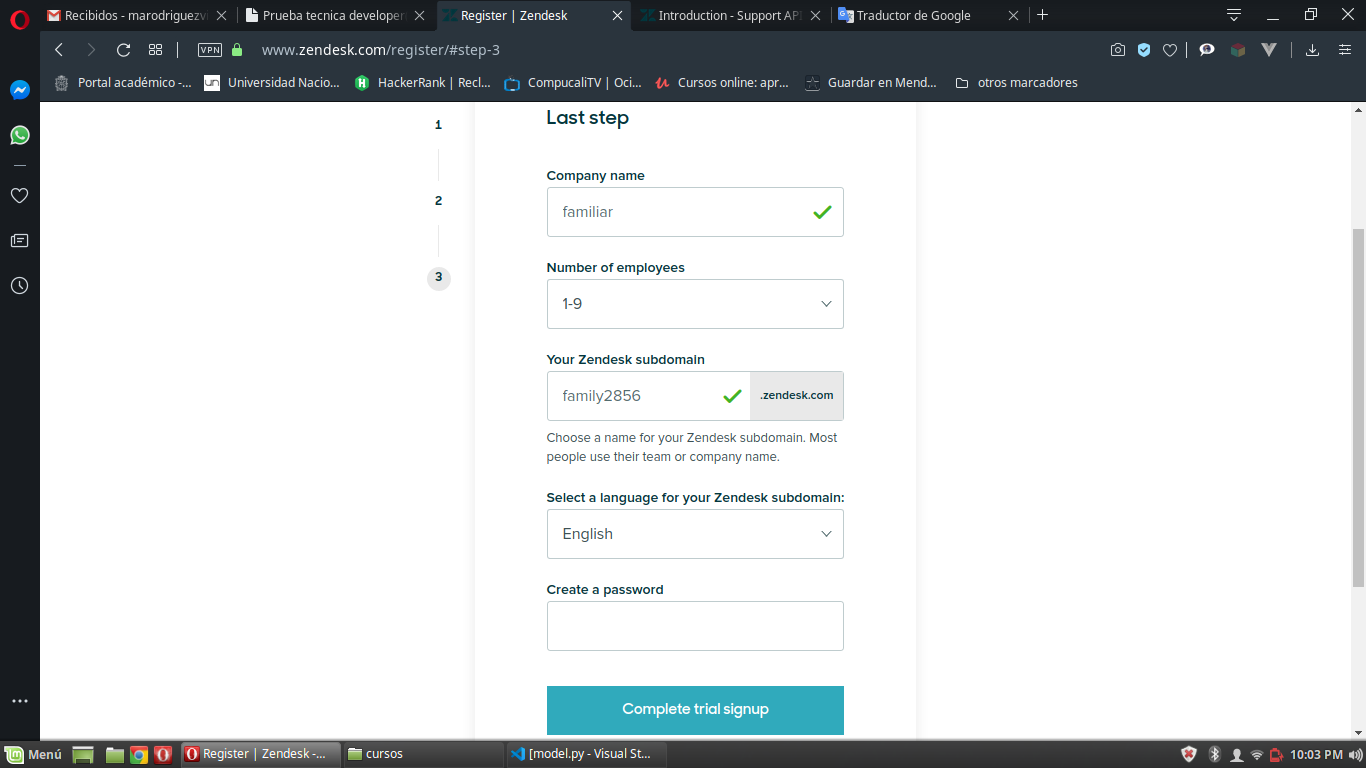 Recibidos - marodriguezvi
Prueba tecnica developer
Register | Zendesk
Introduction - Support API
Traductor de Google
VPN
www.zendesk.com/register/#step-3
Portal académico -...
Universidad Nacio...
HackerRank | Recl...
CompucaliTV | Oci...
Cursos online: apr...
Guardar en Mend...
otros marcadores
1
2
3
Last step
Company name
familiar
Number of employees
1-9
Your Zendesk subdomain
family2856
.zendesk.com
Choose a name for your Zendesk subdomain. Most
people use their team or company name.
Select a language for your Zendesk subdomain:
English
Create a password
Complete trial signup
Menú
Register | Zendesk -...
cursos
[model.py - Visual St...
10:03 PM